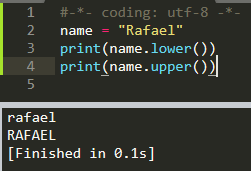 1 #-*- coding: utf-8 -*-
2 name = "Rafael"
3 print(name.lower())
4 print(name.upper())
5
rafael
RAFAEL
[Finished in 0.1s]